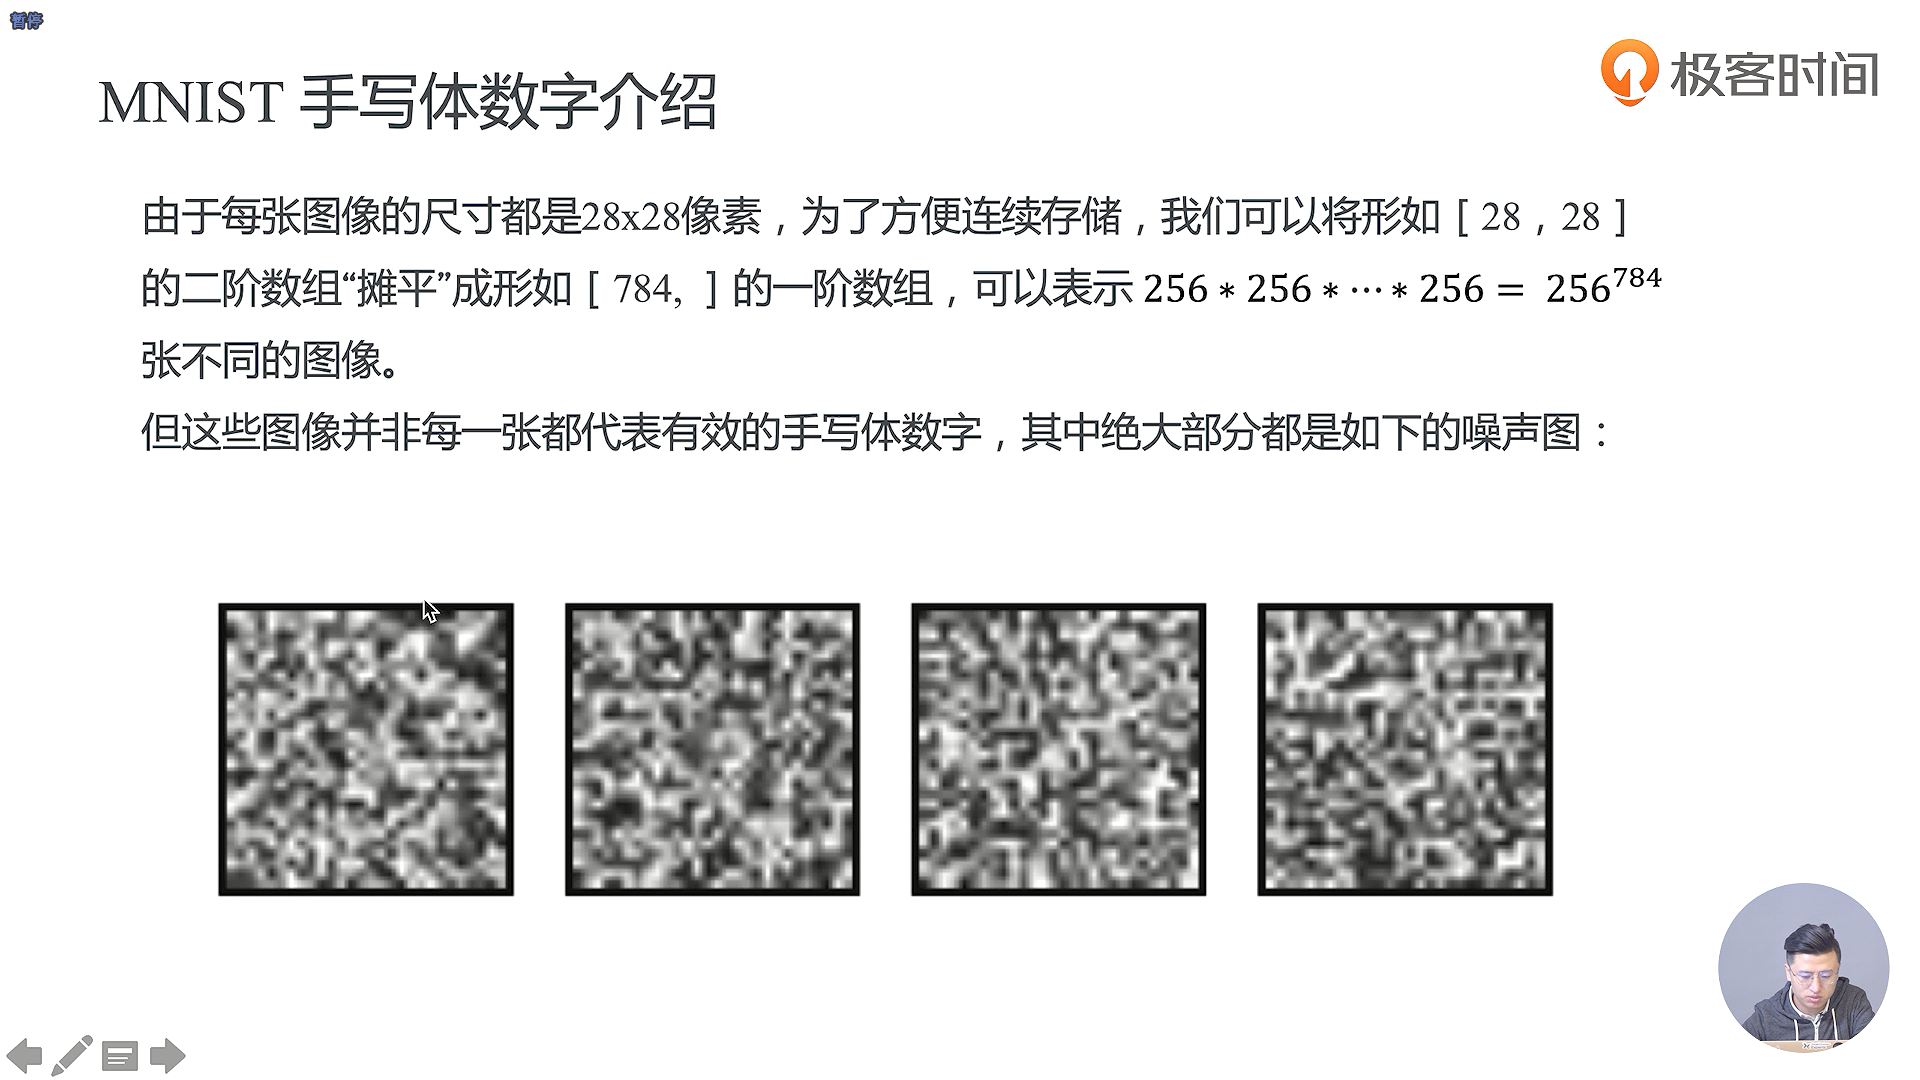 暂停
极客时间
MNIST 手写体数字介绍
由于每张图像的尺寸都是28x28像素，为了方便连续存储，我们可以将形如［28，28］
的二阶数组“摊平”成形如［784, ］的一阶数组，可以表示 256 ∗ 256 ∗ ⋯ ∗ 256 = 256⁷⁸⁴
张不同的图像。
但这些图像并非每一张都代表有效的手写体数字，其中绝大部分都是如下的噪声图：